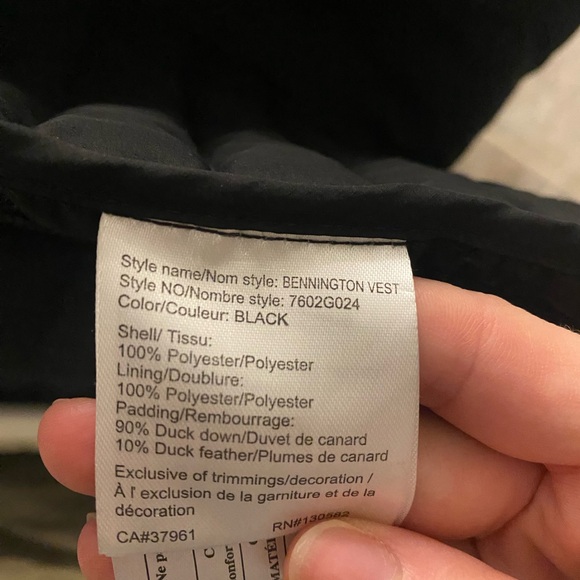 Style name/Nom style: BENNINGTON VEST
Style NO/Nombre style: 7602G024
Color/Couleur: BLACK
Shell/ Tissu:
100% Polyester/Polyester
Lining/Doublure:
100% Polyester/Polyester
Padding/Rembourrage:
90% Duck down/Duvet de canard
10% Duck feather/Plumes de canard
Exclusive of trimmings/decoration /
À l' exclusion de la garniture et de la
décoration
CA#37961 RN#130582